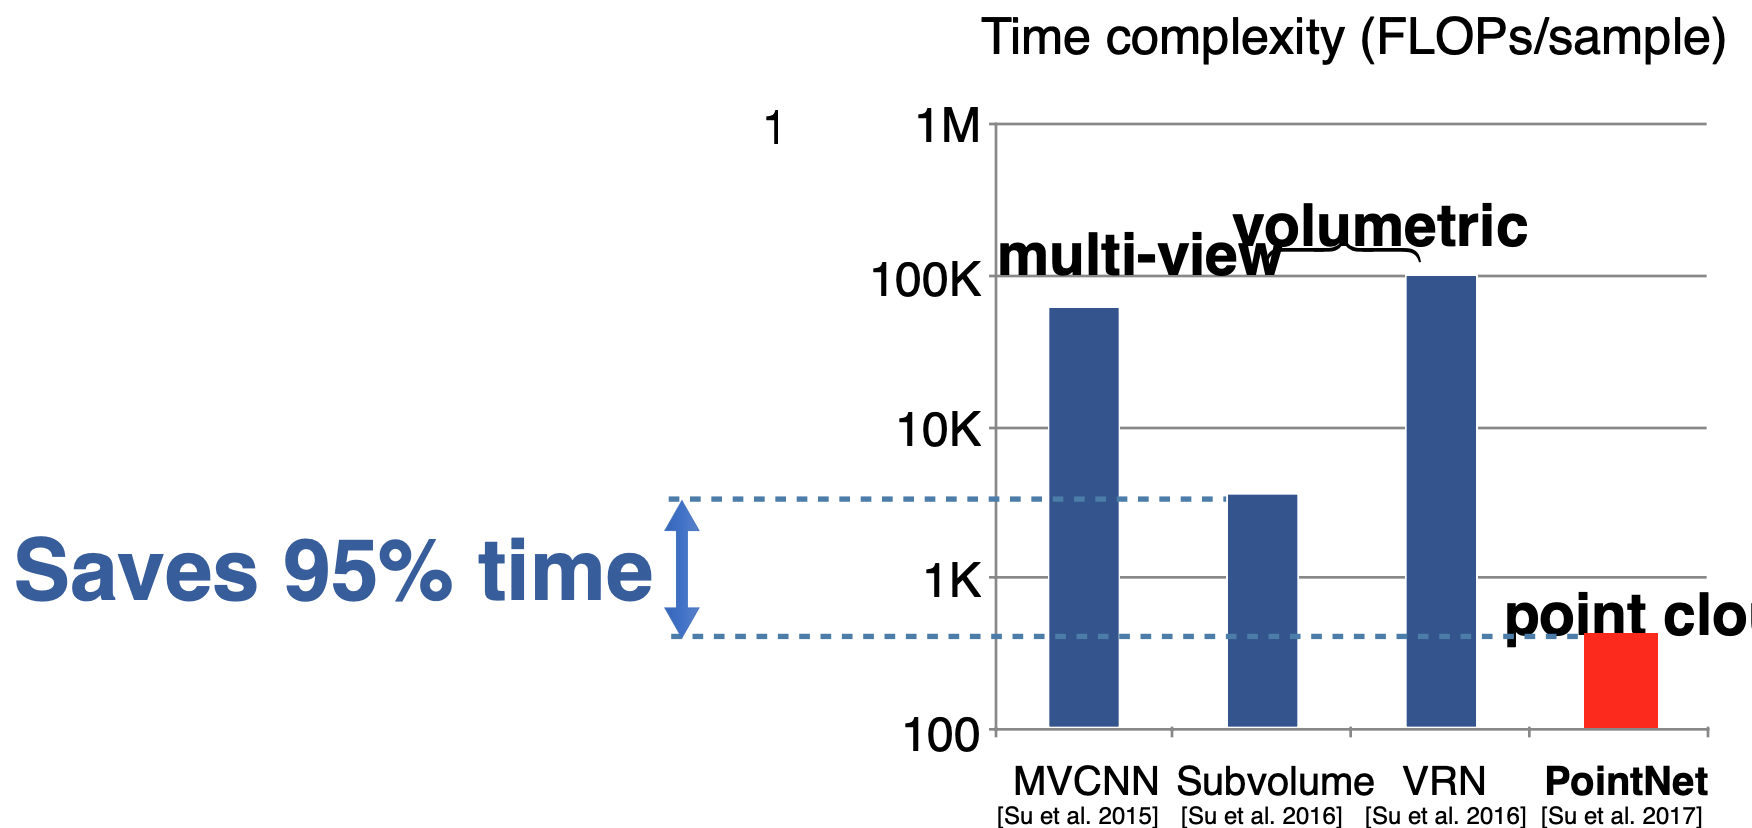 Time complexity (FLOPs/sample)
1
1M
volumetric
multi-view
100K
10K
Saves 95% time
1K
point clou
100
MVCNN Subvolume VRN PointNet
[Su et al. 2015] [Su et al. 2016] [Su et al. 2016] [Su et al. 2017]